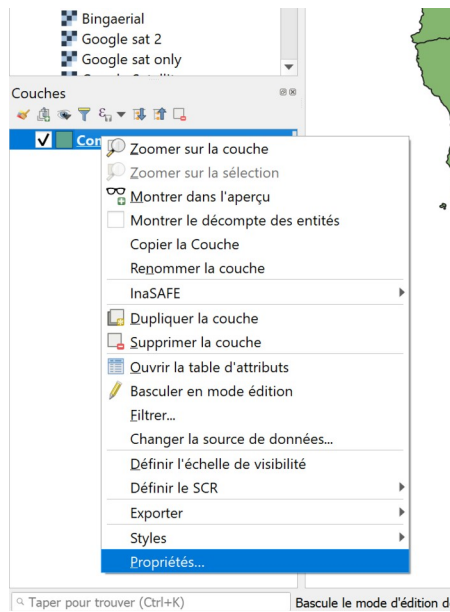 Bingaerial
Google sat 2
Google sat only
Couches
Con
Zoomer sur la couche
Zoomer sur la sélection
Montrer dans l'aperçu
Montrer le décompte des entités
Copier la Couche
Renommer la couche
InaSAFE
Dupliquer la couche
Supprimer la couche
Ouvrir la table d'attributs
Basculer en mode édition
Filtrer...
Changer la source de données...
Définir l'échelle de visibilité
Définir le SCR
Exporter
Styles
Propriétés...
Taper pour trouver (Ctrl+K) Bascule le mode d'édition d